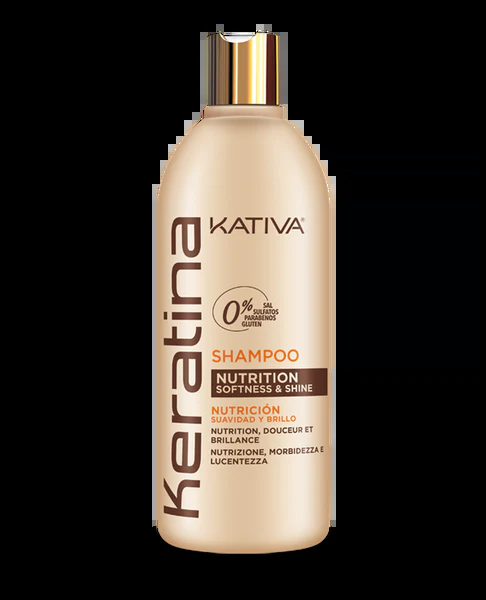 Keratina
KATIVA®
0%
SAL
SULFATOS
PARABENOS
GLUTEN
SHAMPOO
NUTRITION
SOFTNESS & SHINE
NUTRICIÓN
SUAVIDAD Y BRILLO
NUTRITION, DOUCEUR ET
BRILLANCE
NUTRIZIONE, MORBIDEZZA E
LUCENTEZZA